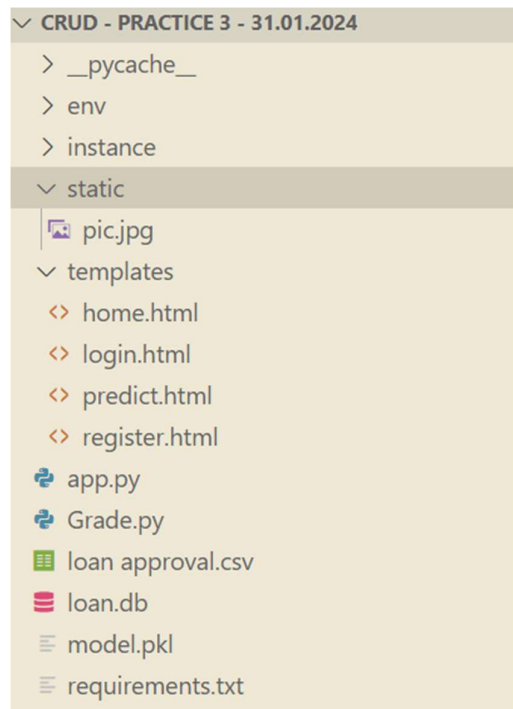 CRUD - PRACTICE 3 - 31.01.2024
__pycache__
env
instance
static
pic.jpg
templates
home.html
login.html
predict.html
register.html
app.py
Grade.py
loan approval.csv
loan.db
model.pkl
requirements.txt